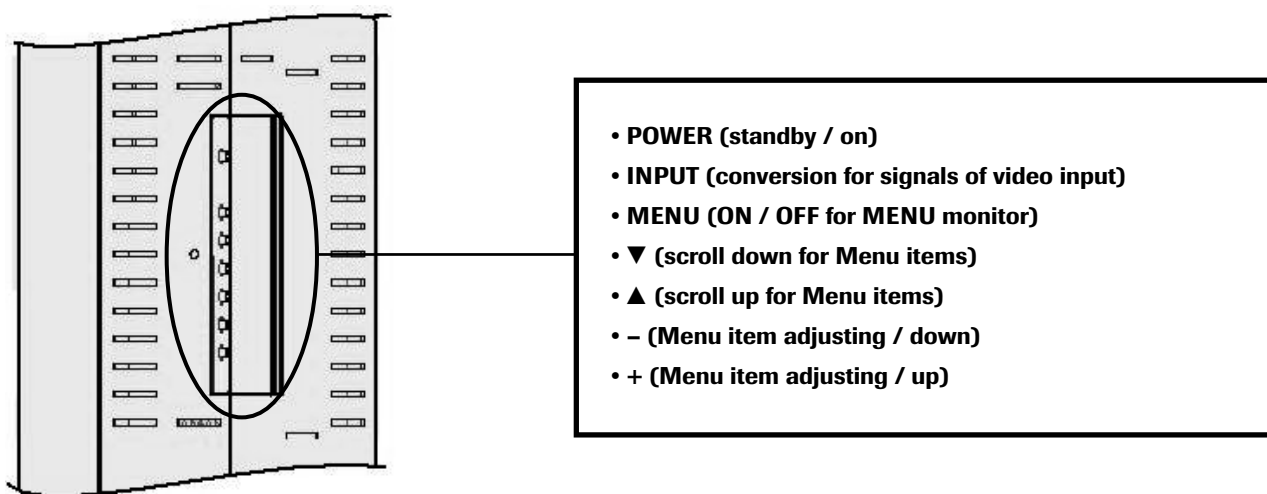 • POWER (standby / on)
• INPUT (conversion for signals of video input)
• MENU (ON / OFF for MENU monitor)
• ▼ (scroll down for Menu items)
• ▲ (scroll up for Menu items)
• – (Menu item adjusting / down)
• + (Menu item adjusting / up)